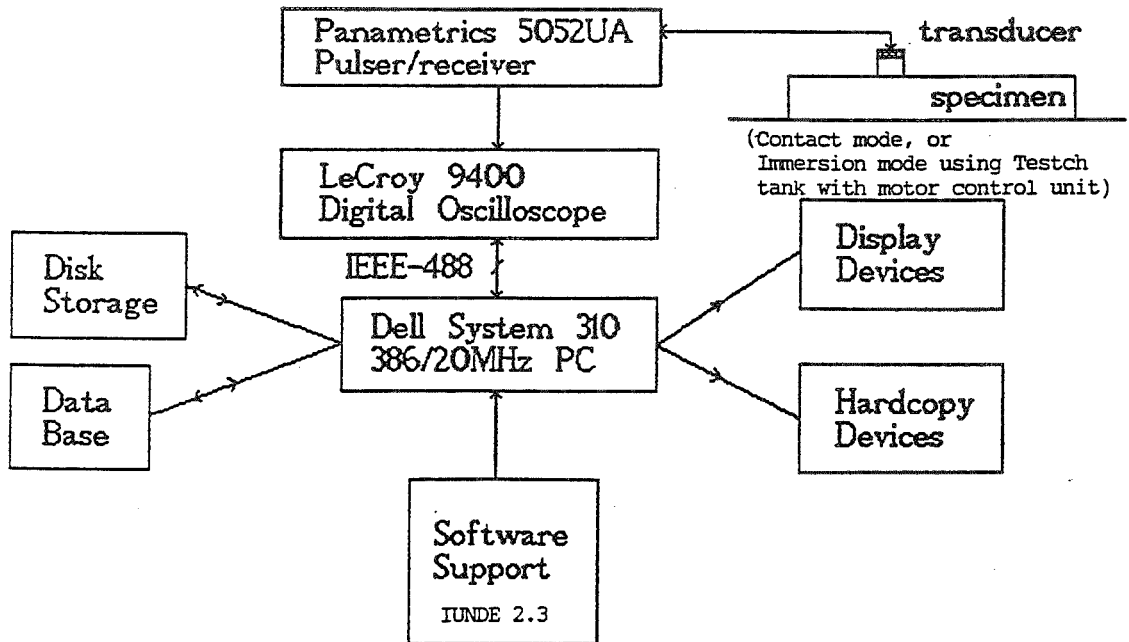 Panametrics 5052UA
Pulser/receiver
transducer
specimen
(Contact mode, or
Immersion mode using Testch
tank with motor control unit)
LeCroy 9400
Digital Oscilloscope
IEEE-488
Disk
Storage
Display
Devices
Dell System 310
386/20MHz PC
Data
Base
Hardcopy
Devices
Software
Support
IUNDE 2.3